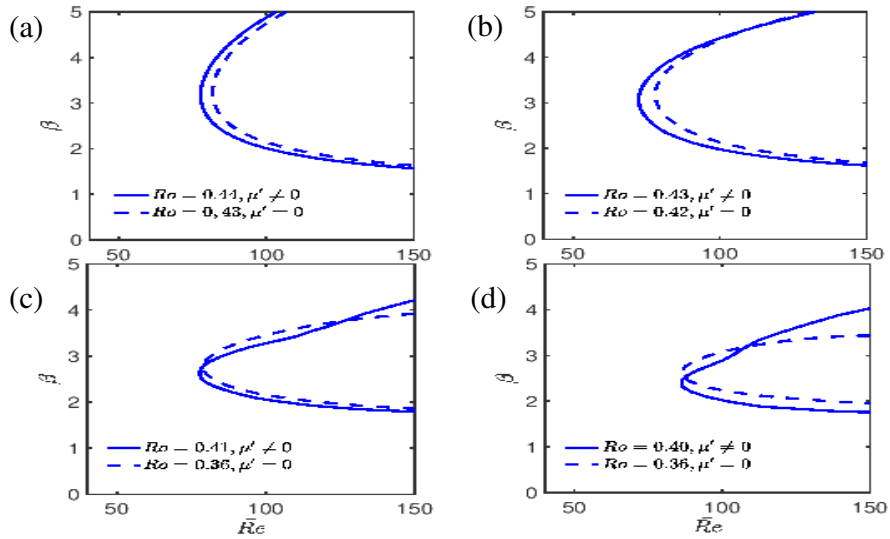 (a)
5
4
3
2
1
0
β
Ro = 0.44, μ' ≠ 0
Ro = 0, 43, μ' = 0
50
100
150
(b)
5
4
3
2
1
0
β
Ro = 0.43, μ' ≠ 0
Ro = 0.42, μ' = 0
50
100
150
(c)
5
4
3
2
1
0
β
Ro = 0.41, μ' ≠ 0
Ro = 0.36, μ' = 0
50
100
150
R̄e
(d)
5
4
3
2
1
0
β
Ro = 0.40, μ' ≠ 0
Ro = 0.36, μ' = 0
50
100
150
R̄e